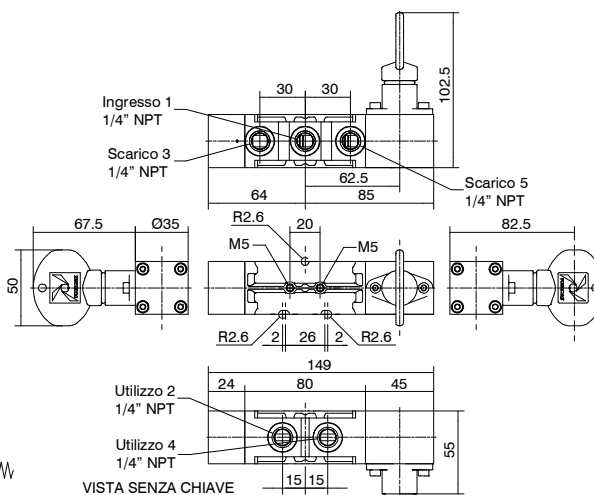 30
30
102.5
Ingresso 1
1/4” NPT
Scarico 3
1/4” NPT
62.5
Scarico 5
1/4” NPT
64
85
67.5
Ø35
R2.6
20
82.5
M5
M5
50
R2.6
2
26
2
R2.6
149
24
80
45
Utilizzo 2
1/4” NPT
Utilizzo 4
1/4” NPT
55
15
15
VISTA SENZA CHIAVE